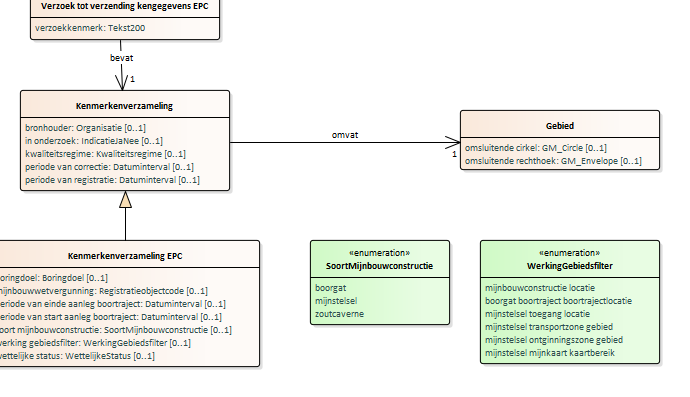 Verzoek tot verzending kengegevens EPC
verzoekkenmerk: Tekst200
bevat
1
Kenmerkenverzameling
bronhouder: Organisatie [0..1]
in onderzoek: IndicatieJaNee [0..1]
kwaliteitsregime: Kwaliteitsregime [0..1]
periode van correctie: Datuminterval [0..1]
periode van registratie: Datuminterval [0..1]
omvat
1
Gebied
omsluitende cirkel: GM_Circle [0..1]
omsluitende rechthoek: GM_Envelope [0..1]
Kenmerkenverzameling EPC
oringdoel: Boringdoel [0..1]
mijnbouwwetvergunning: Registratieobjectcode [0..1]
eriode van einde aanleg boortraject: Datuminterval [0..1]
eriode van start aanleg boortraject: Datuminterval [0..1]
oort mijnbouwconstructie: SoortMijnbouwconstructie [0..1]
werking gebiedsfilter: WerkingGebiedsfilter [0..1]
wettelijke status: WettelijkeStatus [0..1]
«enumeration»
SoortMijnbouwconstructie
boorgat
mijnstelsel
zoutcaverne
«enumeration»
WerkingGebiedsfilter
mijnbouwconstructie locatie
boorgat boortraject boortrajectlocatie
mijnstelsel toegang locatie
mijnstelsel transportzone gebied
mijnstelsel ontginningszone gebied
mijnstelsel mijnkaart kaartbereik